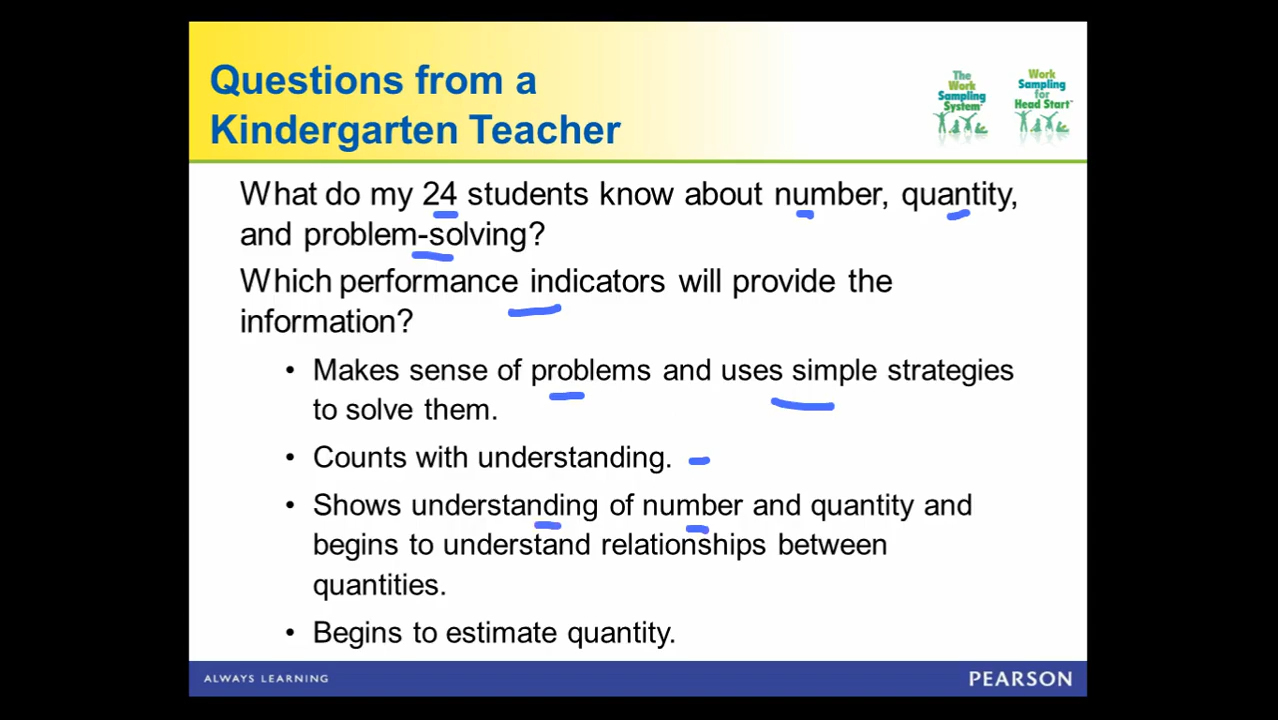 Questions from a
Kindergarten Teacher
The
Work
Sampling
System
Work
Sampling
for
Head Start™
What do my 24 students know about number, quantity,
and problem-solving?
Which performance indicators will provide the
information?
• Makes sense of problems and uses simple strategies
to solve them.
• Counts with understanding.
• Shows understanding of number and quantity and
begins to understand relationships between
quantities.
• Begins to estimate quantity.
ALWAYS LEARNING
PEARSON